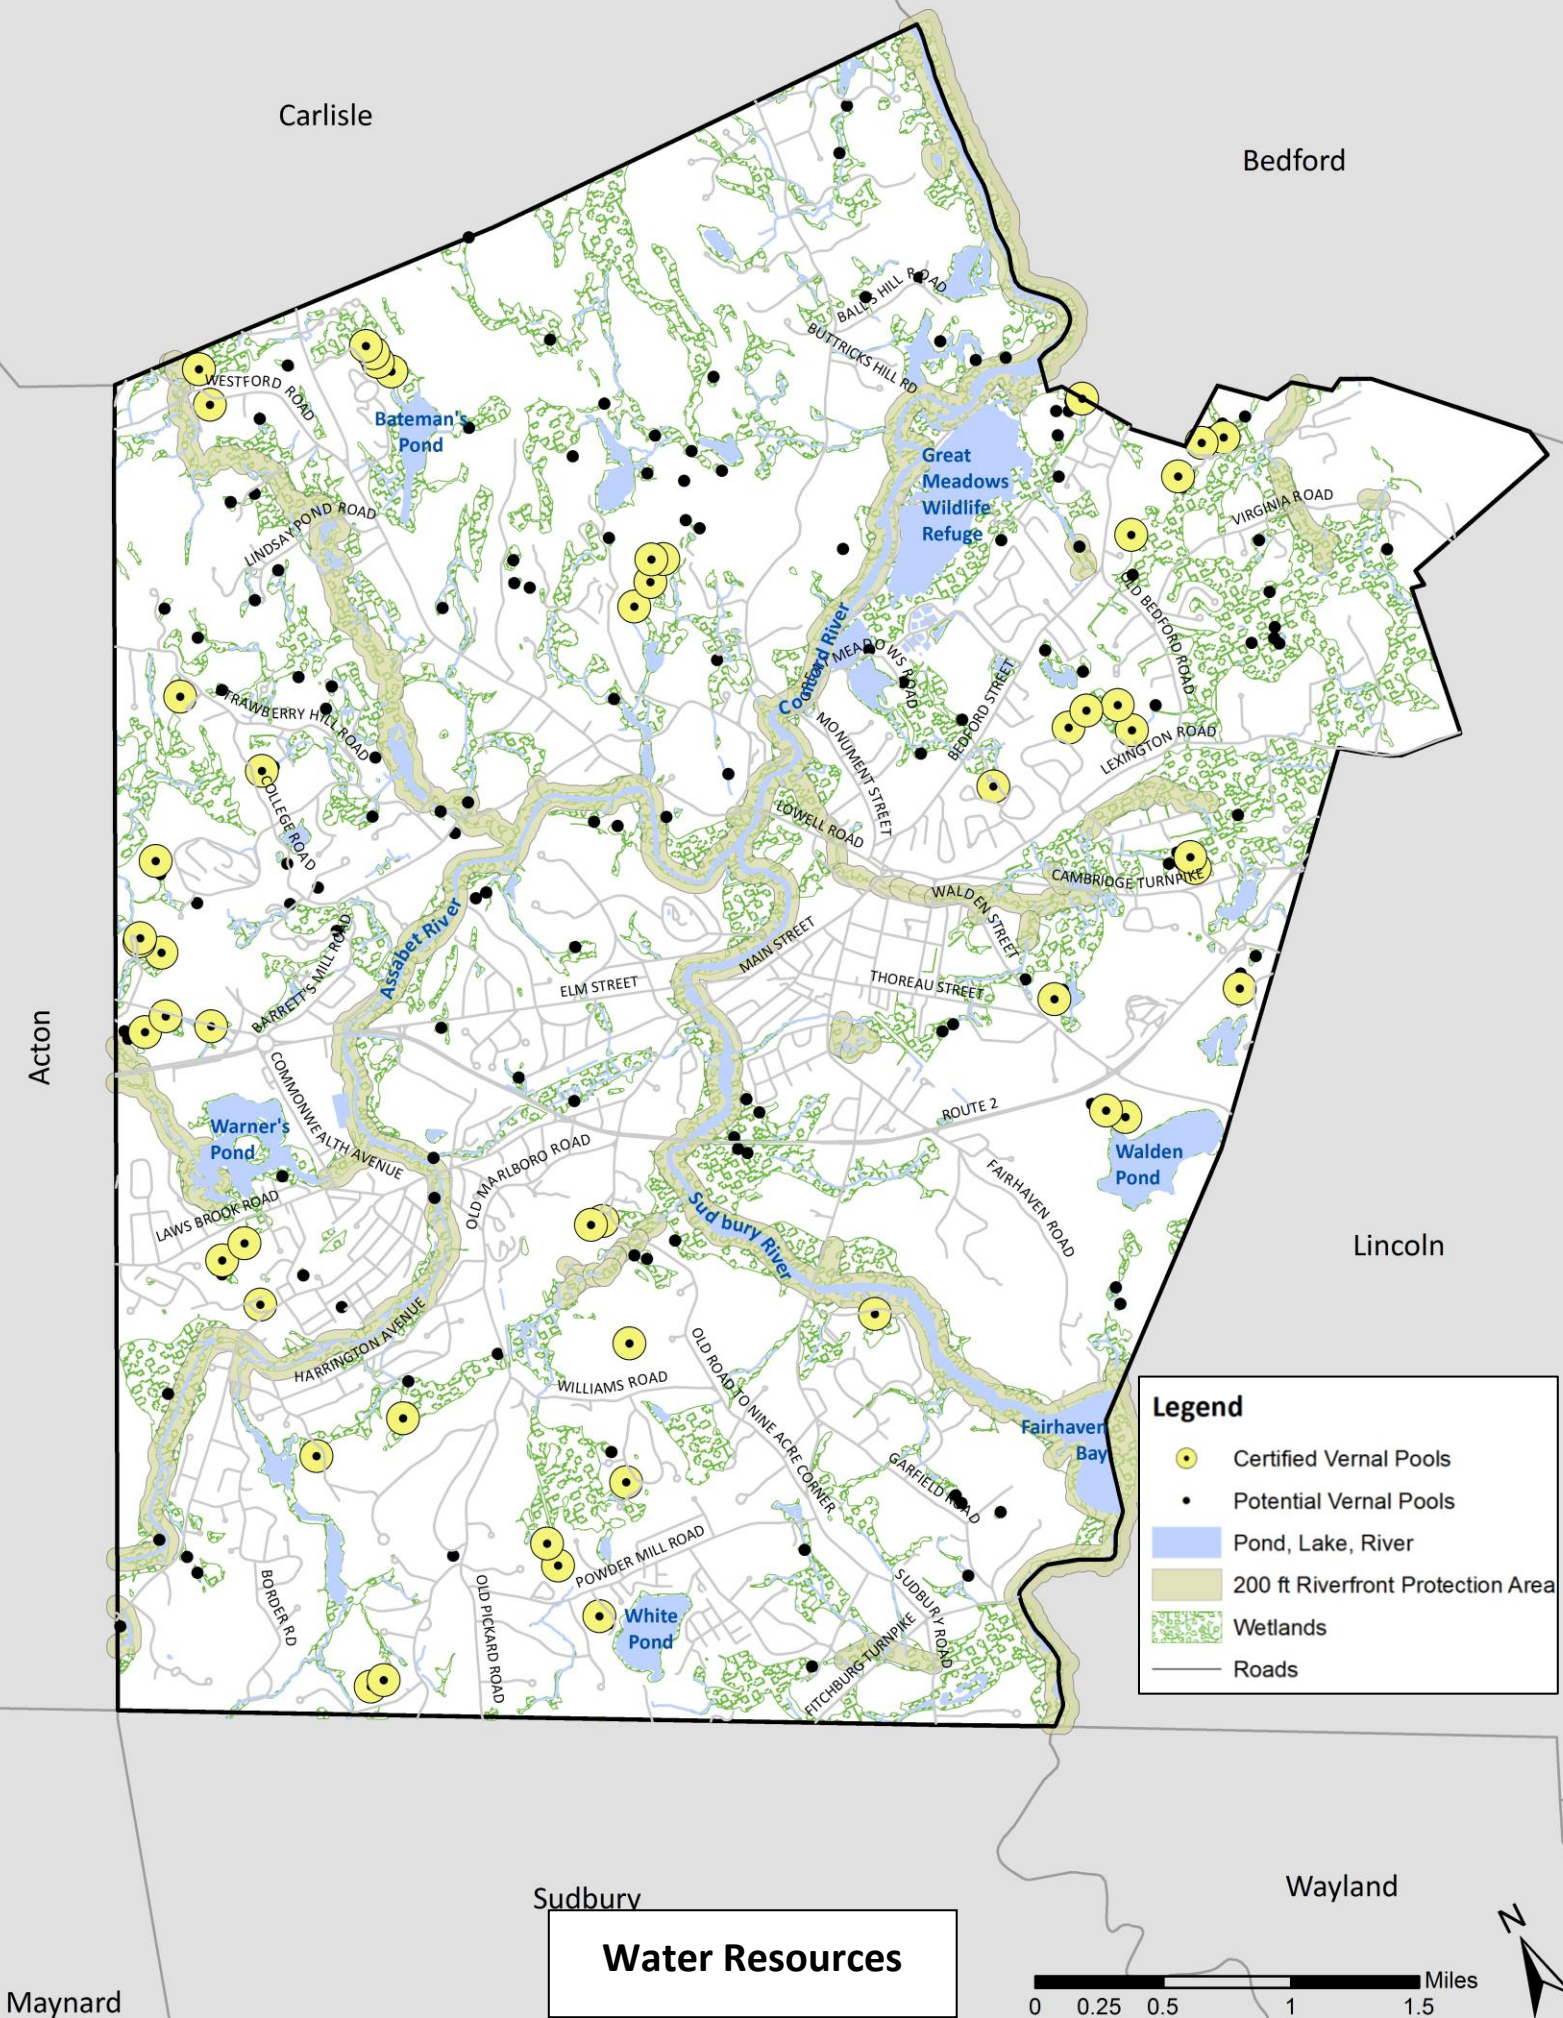 Carlisle
Bedford
BALL'S HILL ROAD
BUTTRICKS HILL RD
WESTFORD ROAD
Bateman's
Pond
Great
Meadows
Wildlife
Refuge
VIRGINIA ROAD
LINDSAY POND ROAD
OLD BEDFORD ROAD
Concord River
GREAT MEADOWS ROAD
BEDFORD STREET
STRAWBERRY HILL ROAD
MONUMENT STREET
LEXINGTON ROAD
COLLEGE ROAD
LOWELL ROAD
CAMBRIDGE TURNPIKE
WALDEN STREET
Assabet River
BARRETT'S MILL ROAD
MAIN STREET
ELM STREET
THOREAU STREET
Acton
COMMONWEALTH AVENUE
ROUTE 2
Warner's
Pond
OLD MARLBORO ROAD
Walden
Pond
FAIRHAVEN ROAD
LAWS BROOK ROAD
Sudbury River
Lincoln
HARRINGTON AVENUE
OLD ROAD TO NINE ACRE CORNER
WILLIAMS ROAD
Fairhaven
Bay
GARFIELD ROAD
POWDER MILL ROAD
BORDER RD
OLD PICKARD ROAD
SUDBURY ROAD
White
Pond
FITCHBURG TURNPIKE
Legend
Certified Vernal Pools
Potential Vernal Pools
Pond, Lake, River
200 ft Riverfront Protection Area
Wetlands
Roads
Sudbury
Wayland
Water Resources
N
Maynard
Miles
0 0.25 0.5 1 1.5